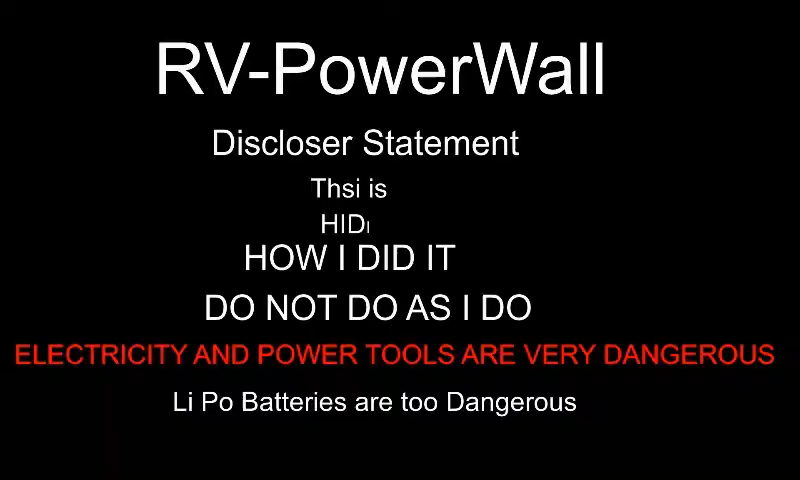 RV-PowerWall
Discloser Statement
Thsi is
HIDI
HOW I DID IT
DO NOT DO AS I DO
ELECTRICITY AND POWER TOOLS ARE VERY DANGEROUS
Li Po Batteries are too Dangerous